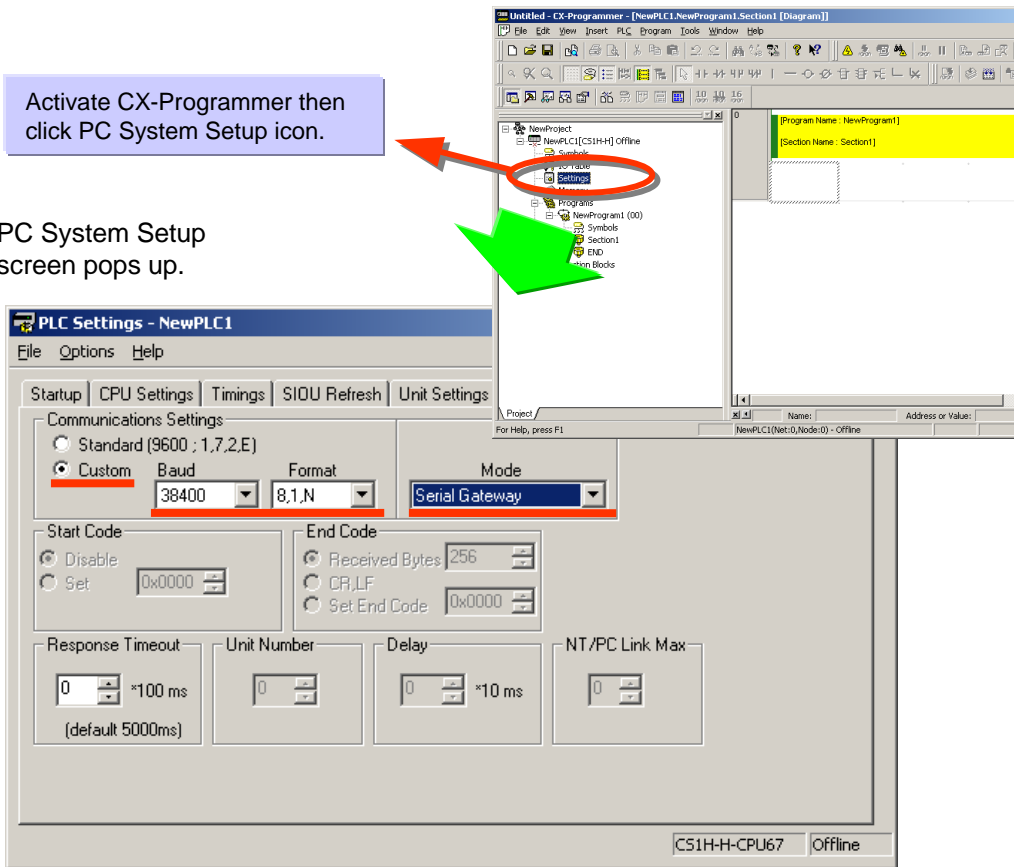 Untitled - CX-Programmer - [NewPLC1.NewProgram1.Section1 [Diagram]]
File Edit View Insert PLC Program Tools Window Help
Activate CX-Programmer then
click PC System Setup icon.
10 10 16
NewProject
NewPLC1[CS1H-H] Offline
Symbols
IO Table
Settings
Memory
Programs
NewProgram1 (00)
Symbols
Section1
END
0
[Program Name : NewProgram1]
[Section Name : Section1]
Project
Name:
Address or Value:
For Help, press F1
NewPLC1(Net:0,Node:0) - Offline
PC System Setup
screen pops up.
PLC Settings - NewPLC1
File Options Help
Startup CPU Settings Timings SIOU Refresh Unit Settings
Communications Settings
Standard (9600 ; 1,7,2,E)
Custom Baud Format Mode
38400 8,1,N Serial Gateway
Start Code
Disable
Set 0x0000
End Code
Received Bytes 256
CR,LF
Set End Code 0x0000
Response Timeout
0 *100 ms
(default 5000ms)
Unit Number
0
Delay
0 *10 ms
NT/PC Link Max
0
CS1H-H-CPU67 Offline